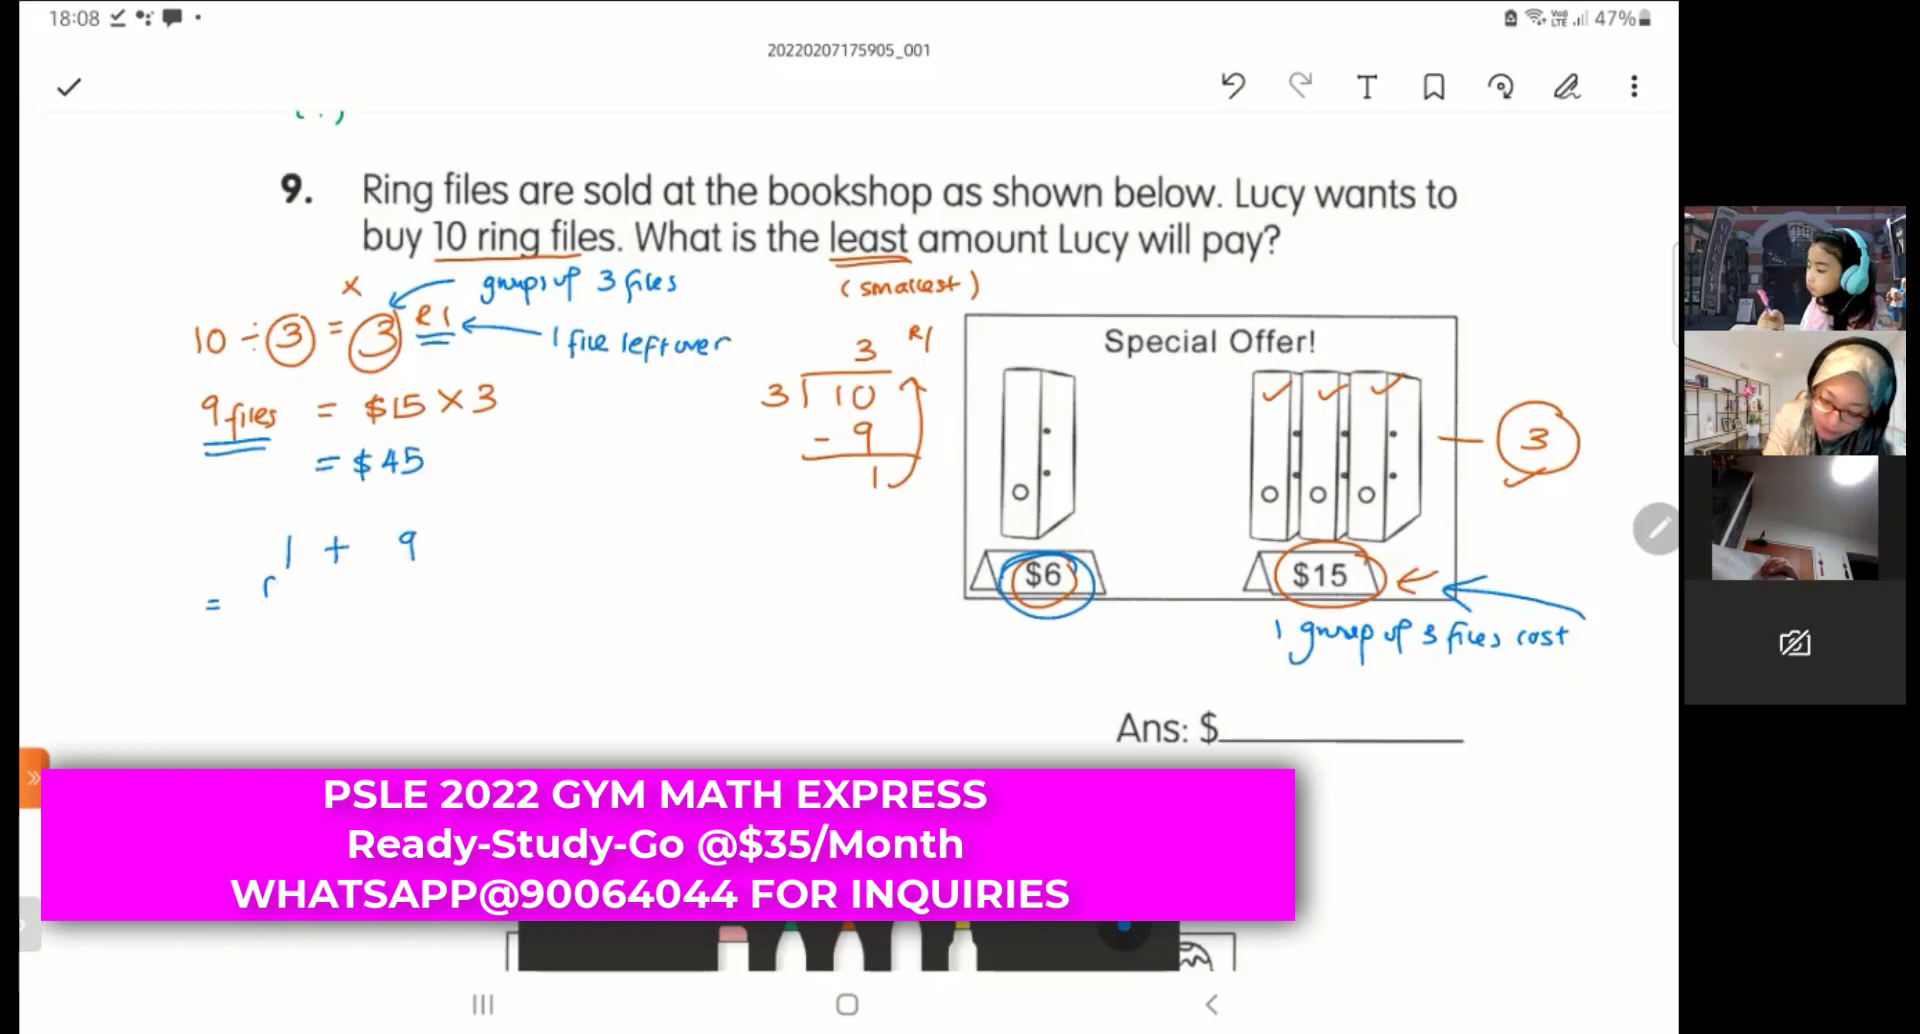 18:08
Vo)) LTE 47%
20220207175905_001
T
9. Ring files are sold at the bookshop as shown below. Lucy wants to
buy 10 ring files. What is the least amount Lucy will pay?
x groups of 3 files
(smallest)
10 ÷ 3 = 3 R1
1 file left over
9 files = $15 × 3
= $45
1 + 9
=
3 R1
3 10
- 9
1
Special Offer!
3
$6
$15
1 group of 3 files cost
Ans: $
PSLE 2022 GYM MATH EXPRESS
Ready-Study-Go @$35/Month
WHATSAPP@90064044 FOR INQUIRIES